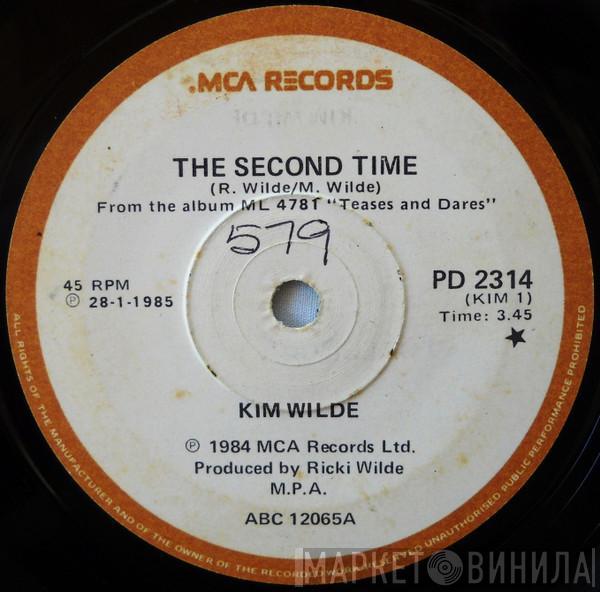 MCA RECORDS
THE SECOND TIME
(R. Wilde/M. Wilde)
From the album ML 4781 "Teases and Dares"
579
45 RPM
Ⓟ 28-1-1985
PD 2314
(KIM 1)
Time: 3.45
KIM WILDE
Ⓟ 1984 MCA Records Ltd.
Produced by Ricki Wilde
M.P.A.
ABC 12065A
ALL RIGHTS OF THE MANUFACTURER AND OF THE OWNER OF THE RECORDED WORK RESERVED UNAUTHORISED PUBLIC PERFORMANCE PROHIBITED
МАРКЕТ ВИНИЛА